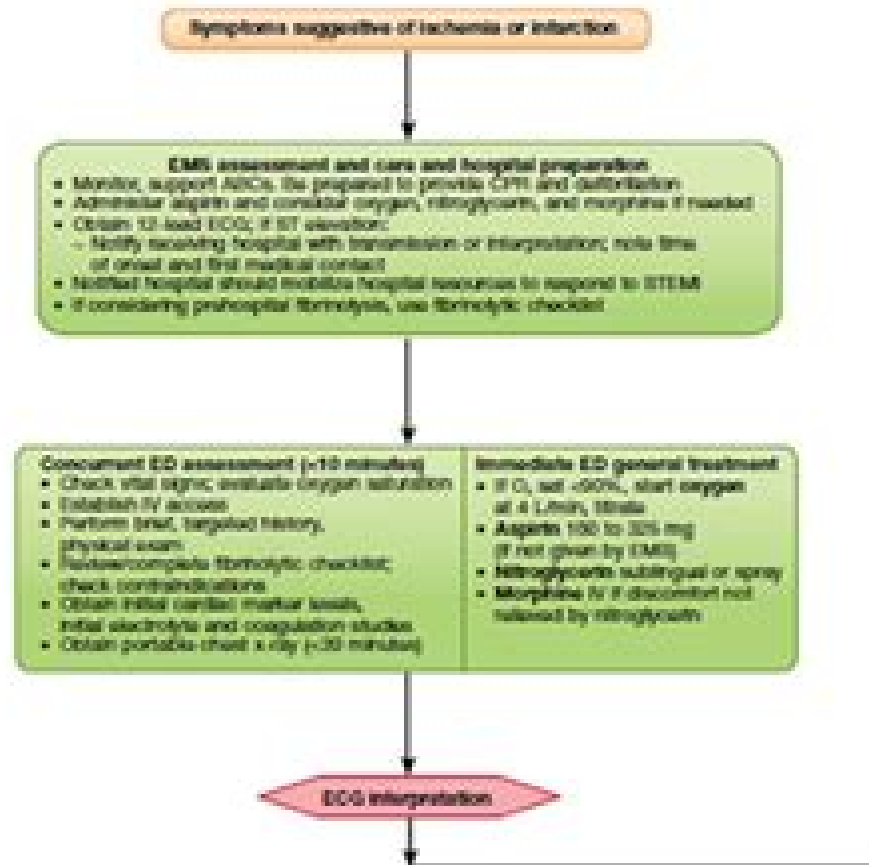 Symptoms suggestive of ischemia or infarction
EMS assessment and care and hospital preparation
• Monitor, support ABCs. Be prepared to provide CPR and defibrillation
• Administer aspirin and consider oxygen, nitroglycerin, and morphine if needed
• Obtain 12-lead ECG; if ST elevation:
– Notify receiving hospital with transmission or interpretation; note time
of onset and first medical contact
• Notified hospital should mobilize hospital resources to respond to STEMI
• If considering prehospital fibrinolysis, use fibrinolytic checklist
Concurrent ED assessment (<10 minutes)
• Check vital signs; evaluate oxygen saturation
• Establish IV access
• Perform brief, targeted history,
physical exam
• Review/complete fibrinolytic checklist;
check contraindications
• Obtain initial cardiac marker levels,
initial electrolyte and coagulation studies
• Obtain portable chest x-ray (<30 minutes)
Immediate ED general treatment
• If O₂ sat <90%, start oxygen
at 4 L/min, titrate
• Aspirin 160 to 325 mg
(if not given by EMS)
• Nitroglycerin sublingual or spray
• Morphine IV if discomfort not
relieved by nitroglycerin
ECG interpretation